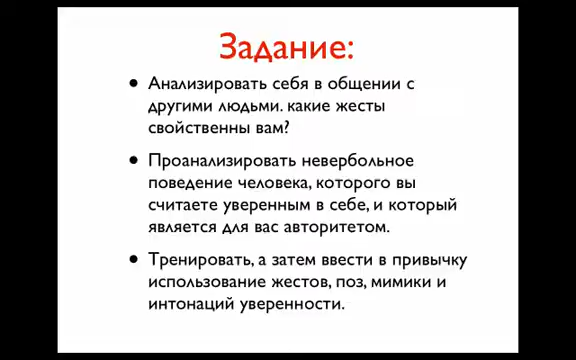 Задание:
• Анализировать себя в общении с
другими людьми. какие жесты
свойственны вам?
• Проанализировать невербольное
поведение человека, которого вы
считаете уверенным в себе, и который
является для вас авторитетом.
• Тренировать, а затем ввести в привычку
использование жестов, поз, мимики и
интонаций уверенности.